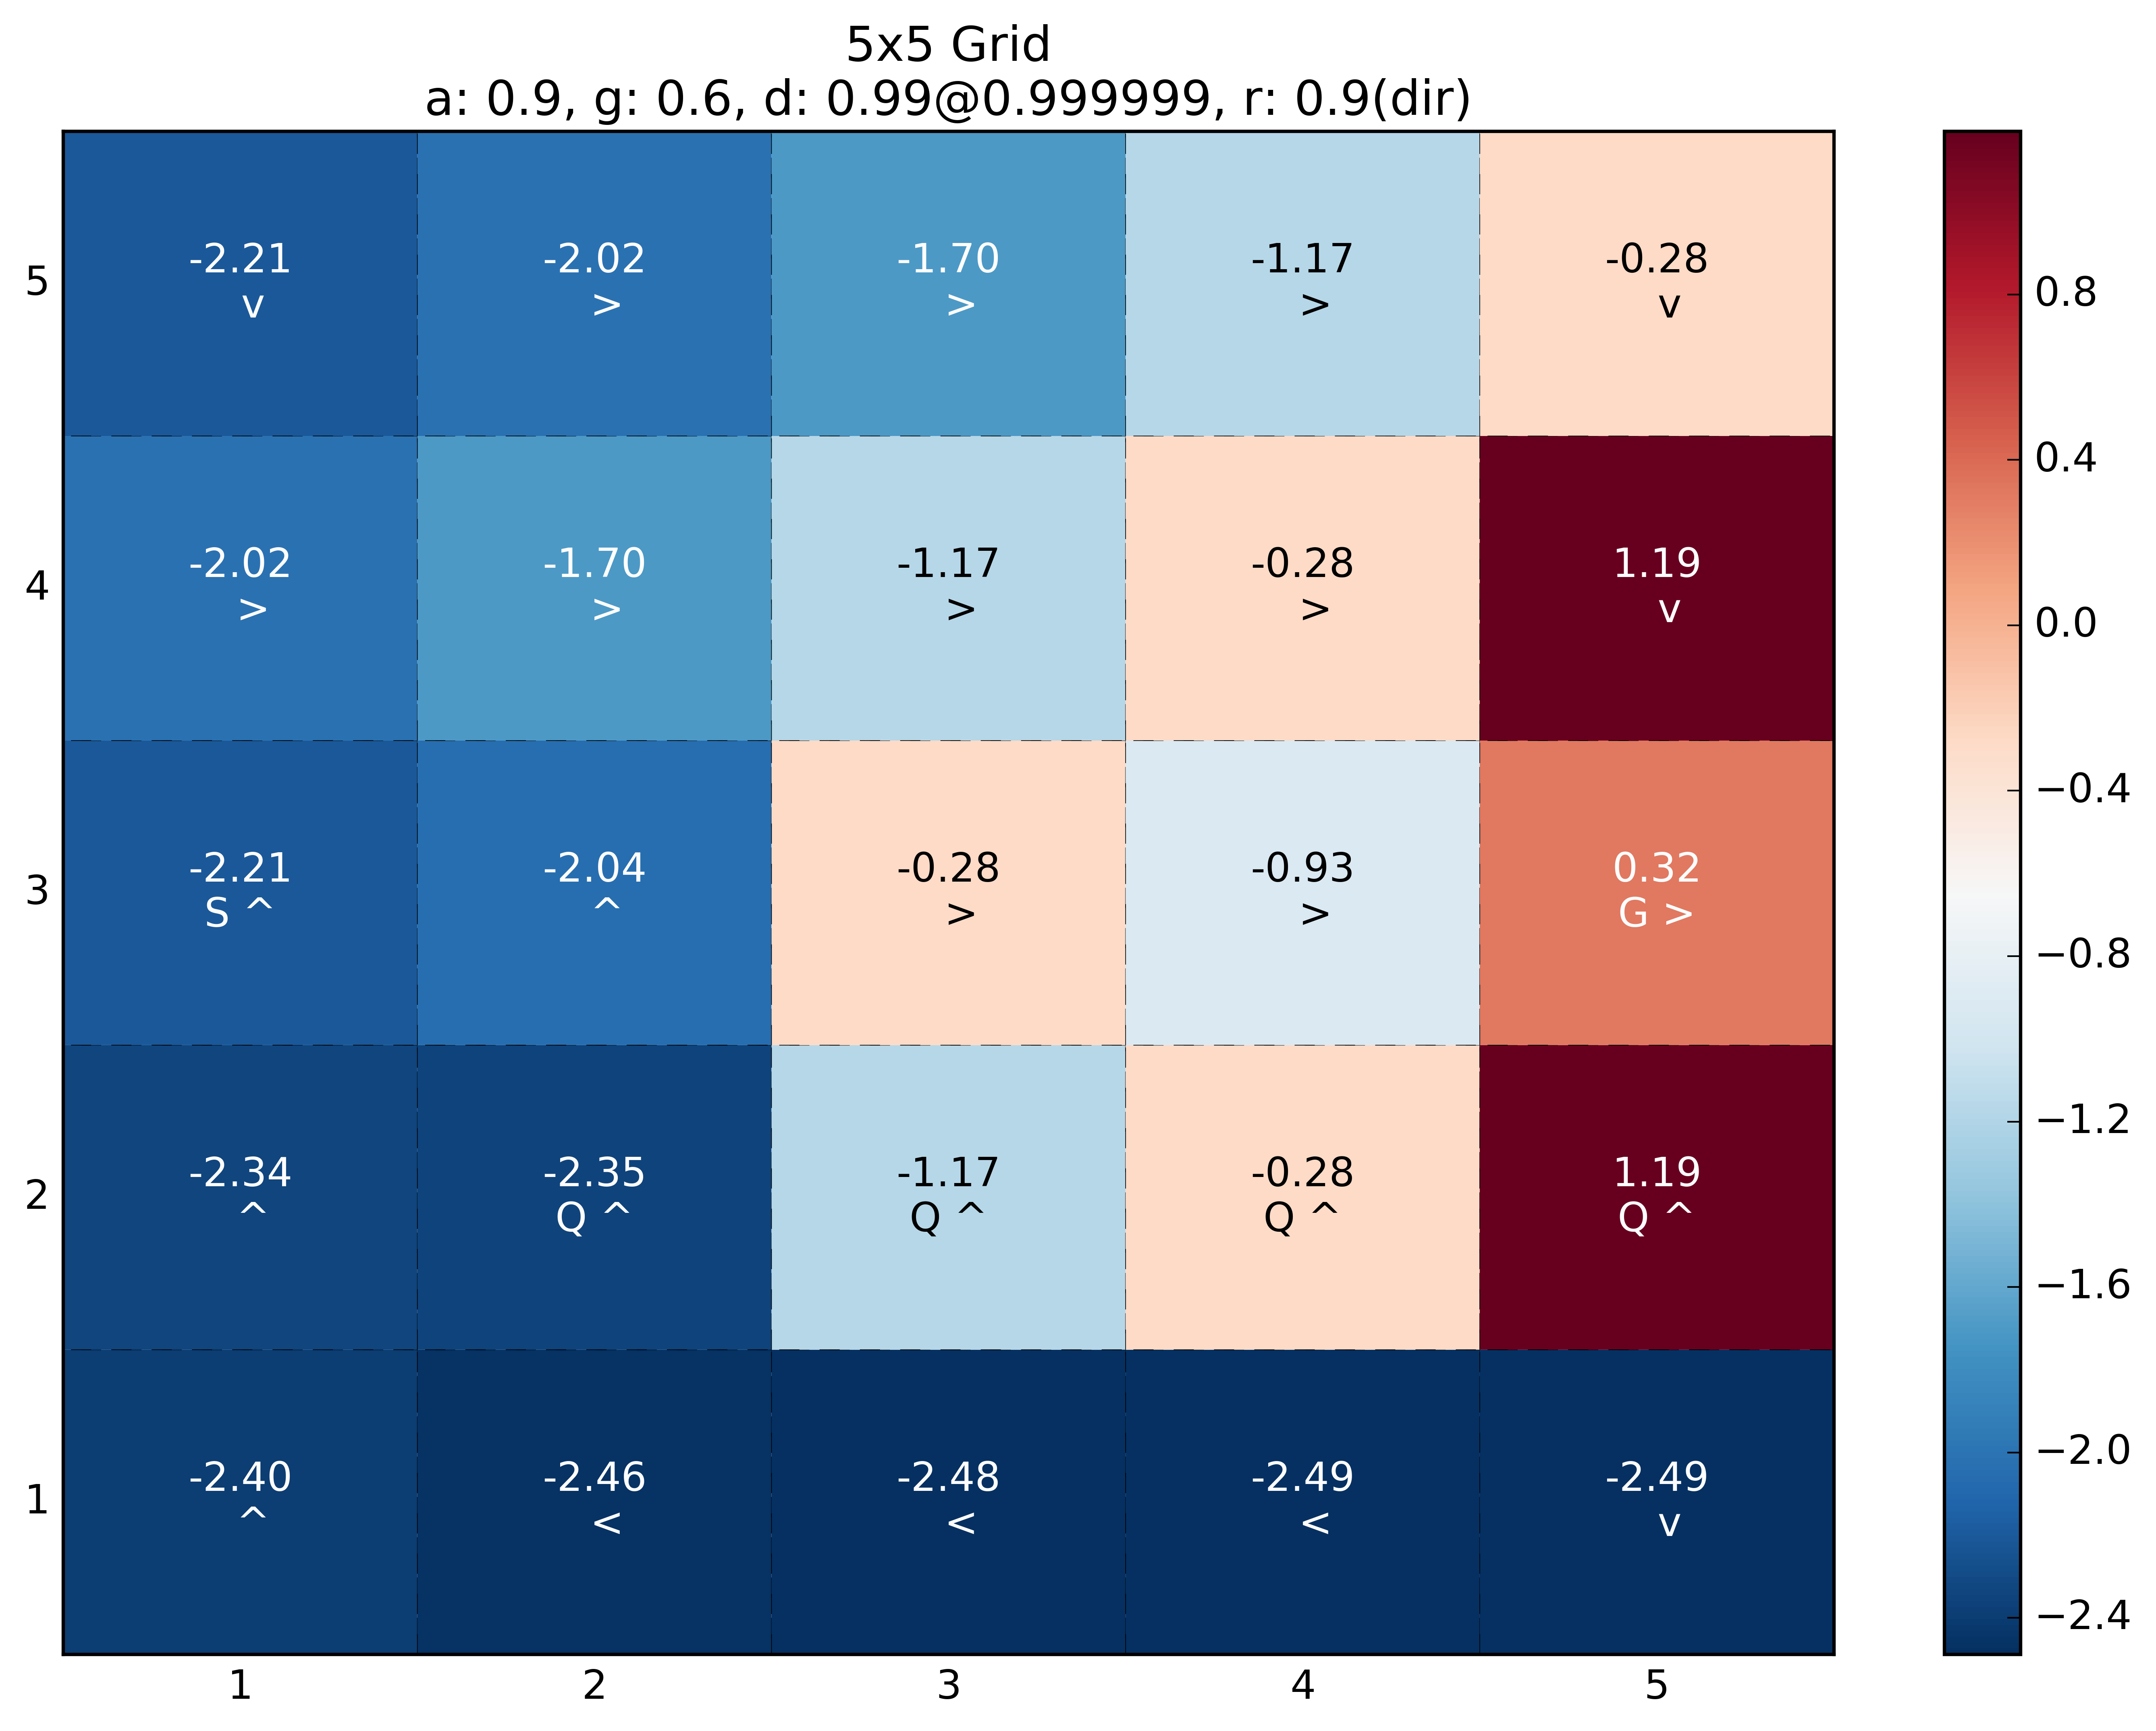 5x5 Grid
a: 0.9, g: 0.6, d: 0.99@0.999999, r: 0.9(dir)
5 -2.21 -2.02 -1.70 -1.17 -0.28
v > > > v
4 -2.02 -1.70 -1.17 -0.28 1.19
> > > > v
3 -2.21 -2.04 -0.28 -0.93 0.32
S ^ ^ > > G >
2 -2.34 -2.35 -1.17 -0.28 1.19
^ Q ^ Q ^ Q ^ Q ^
1 -2.40 -2.46 -2.48 -2.49 -2.49
^ < < < v
1 2 3 4 5
0.8
0.4
0.0
−0.4
−0.8
−1.2
−1.6
−2.0
−2.4